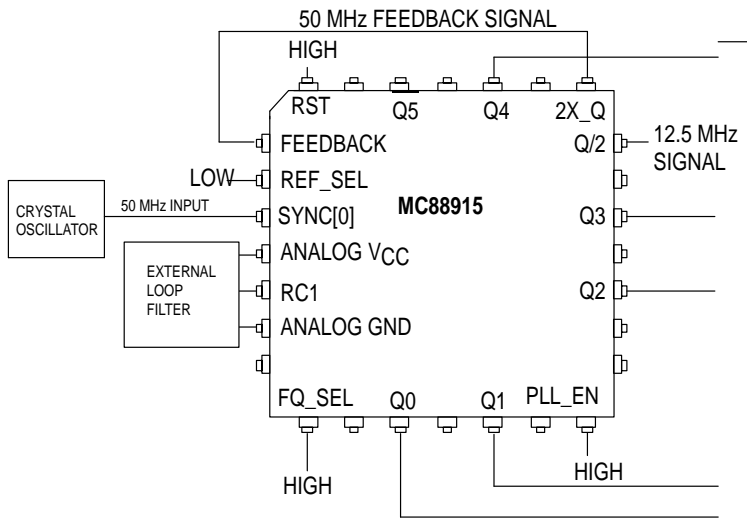 50 MHz FEEDBACK SIGNAL
HIGH
RST
Q5
Q4
2X_Q
FEEDBACK
Q/2
12.5 MHz
SIGNAL
LOW
REF_SEL
MC88915
CRYSTAL
OSCILLATOR
50 MHz INPUT
SYNC[0]
Q3
ANALOG VCC
EXTERNAL
LOOP
FILTER
RC1
Q2
ANALOG GND
FQ_SEL
Q0
Q1
PLL_EN
HIGH
HIGH